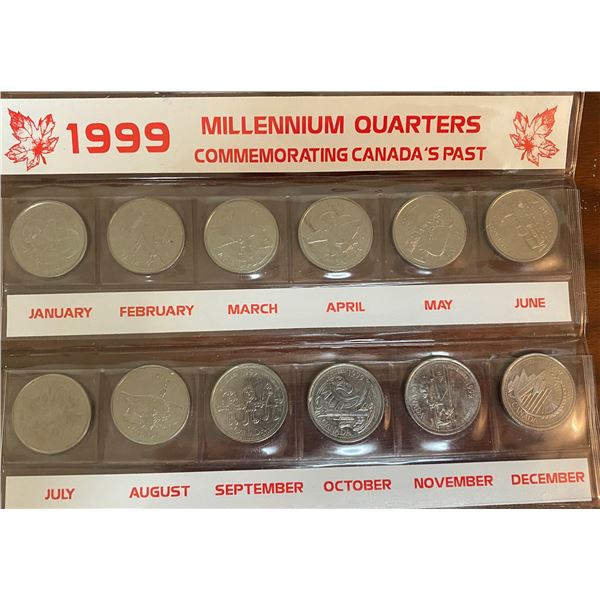 1999 MILLENNIUM QUARTERS
COMMEMORATING CANADA'S PAST
JANUARY FEBRUARY MARCH APRIL MAY JUNE
JULY AUGUST SEPTEMBER OCTOBER NOVEMBER DECEMBER